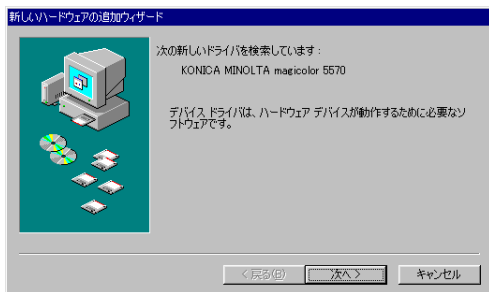 新しいハードウェアの追加ウィザード
次の新しいドライバを検索しています：
KONICA MINOLTA magicolor 5570
デバイス ドライバは、ハードウェア デバイスが動作するために必要なソ
フトウェアです。
< 戻る(B)
次へ >
キャンセル